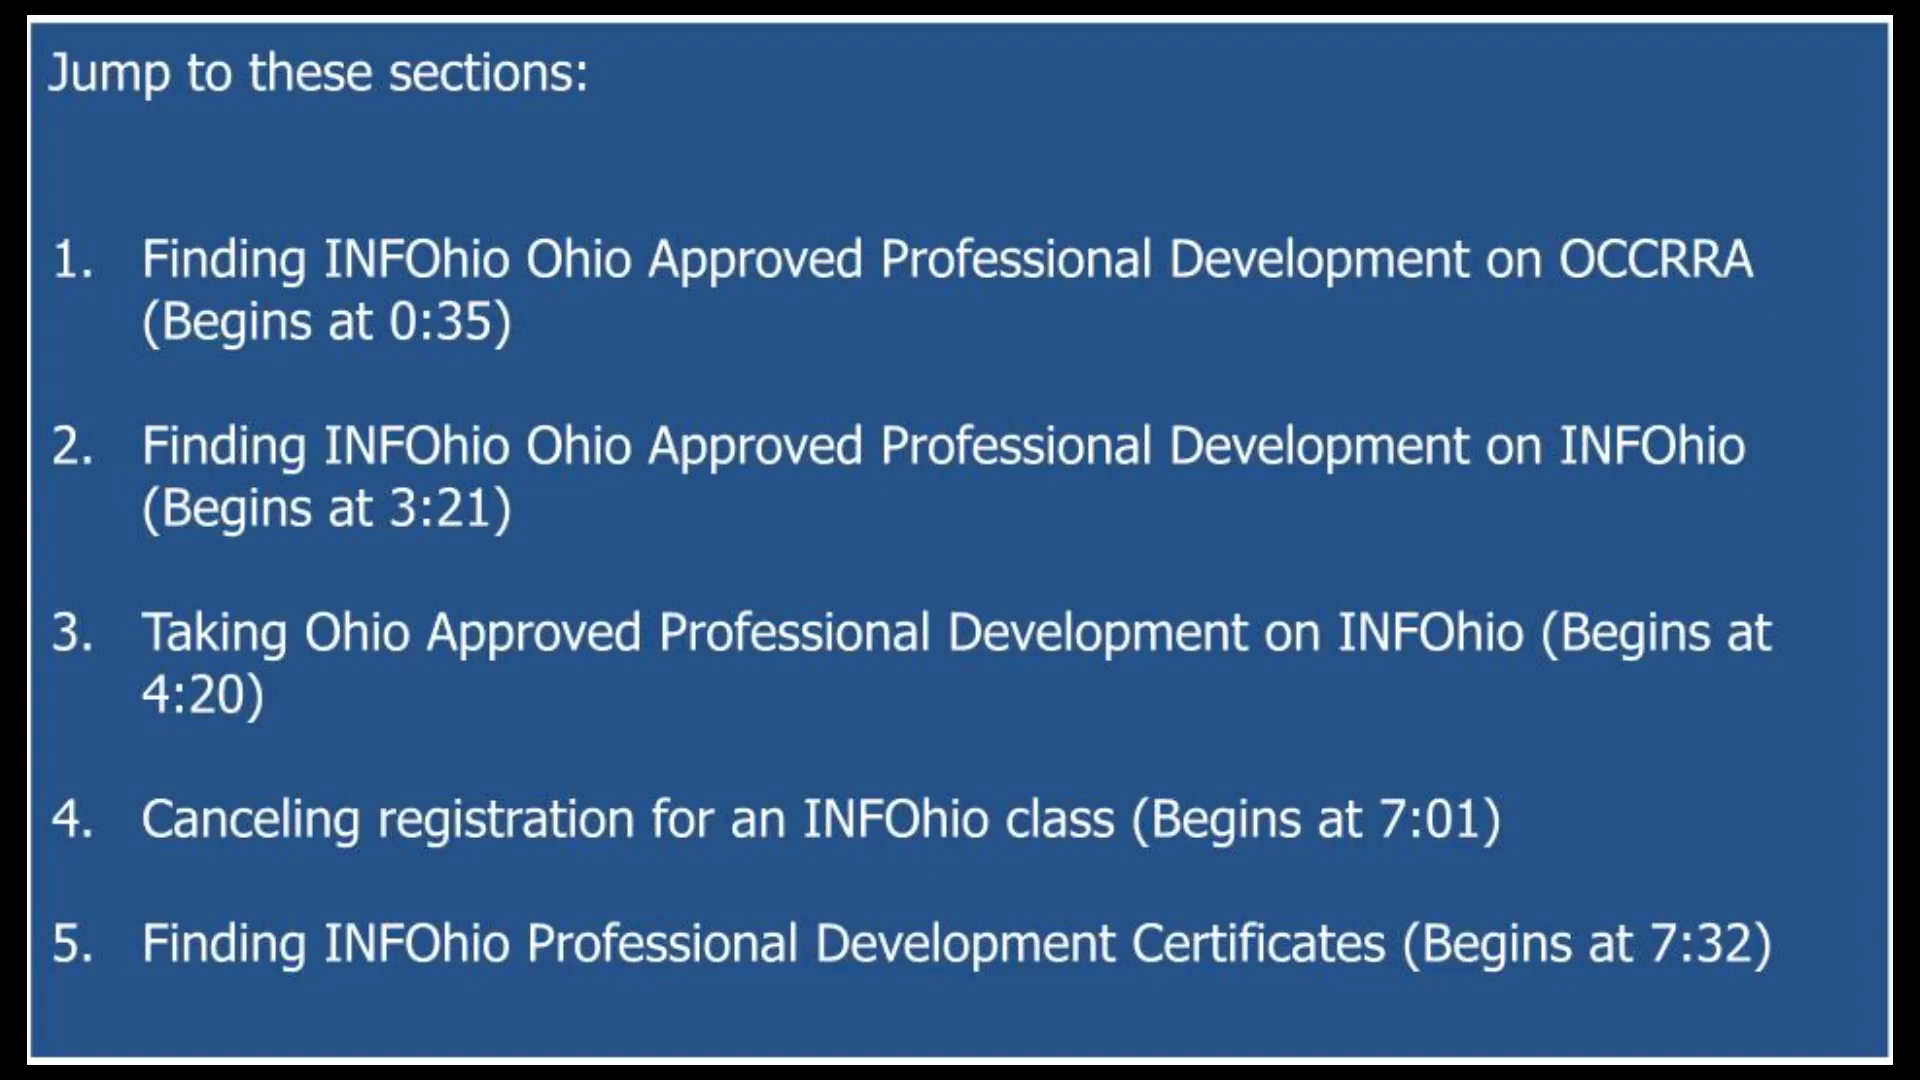 Jump to these sections:
1. Finding INFOhio Ohio Approved Professional Development on OCCRRA
(Begins at 0:35)
2. Finding INFOhio Ohio Approved Professional Development on INFOhio
(Begins at 3:21)
3. Taking Ohio Approved Professional Development on INFOhio (Begins at
4:20)
4. Canceling registration for an INFOhio class (Begins at 7:01)
5. Finding INFOhio Professional Development Certificates (Begins at 7:32)